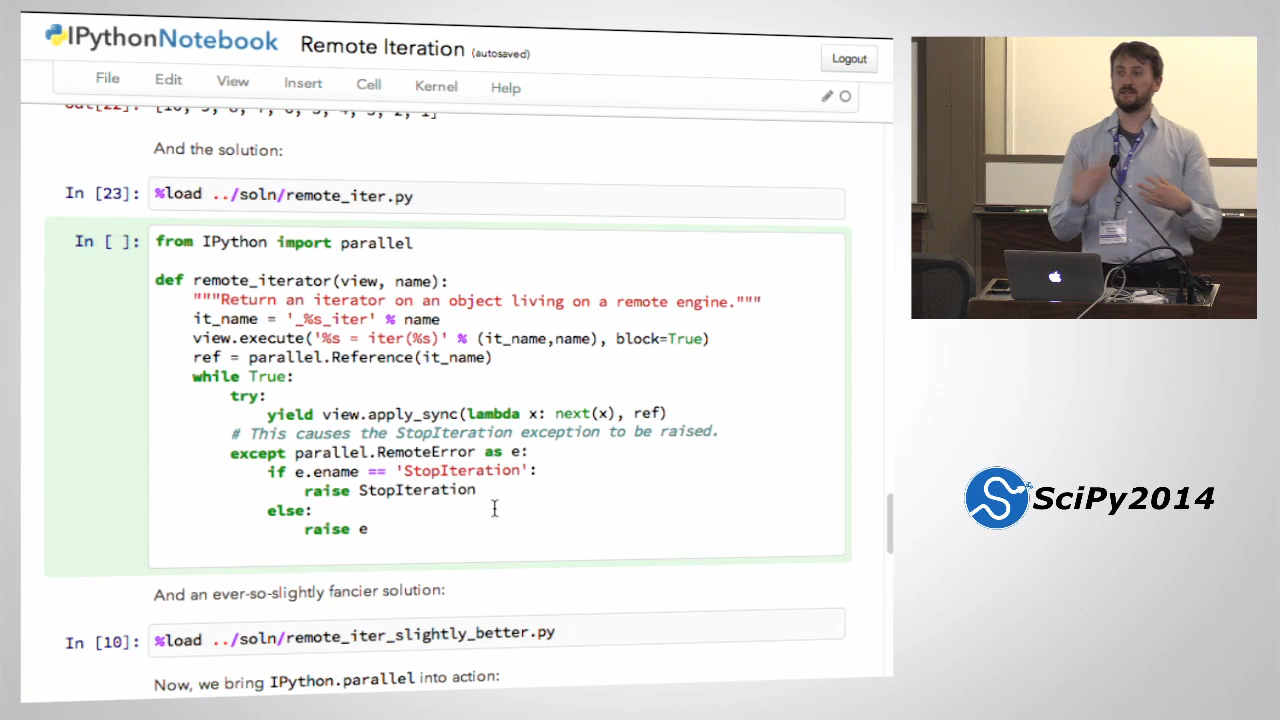 IPythonNotebook Remote Iteration (autosaved)
Logout
File Edit View Insert Cell Kernel Help
And the solution:
In [23]: %load ../soln/remote_iter.py
In [ ]: from IPython import parallel
def remote_iterator(view, name):
"""Return an iterator on an object living on a remote engine."""
it_name = '_%s_iter' % name
view.execute('%s = iter(%s)' % (it_name,name), block=True)
ref = parallel.Reference(it_name)
while True:
try:
yield view.apply_sync(lambda x: next(x), ref)
# This causes the StopIteration exception to be raised.
except parallel.RemoteError as e:
if e.ename == 'StopIteration':
raise StopIteration
else:
raise e
And an ever-so-slightly fancier solution:
In [10]: %load ../soln/remote_iter_slightly_better.py
Now, we bring IPython.parallel into action:
SciPy2014